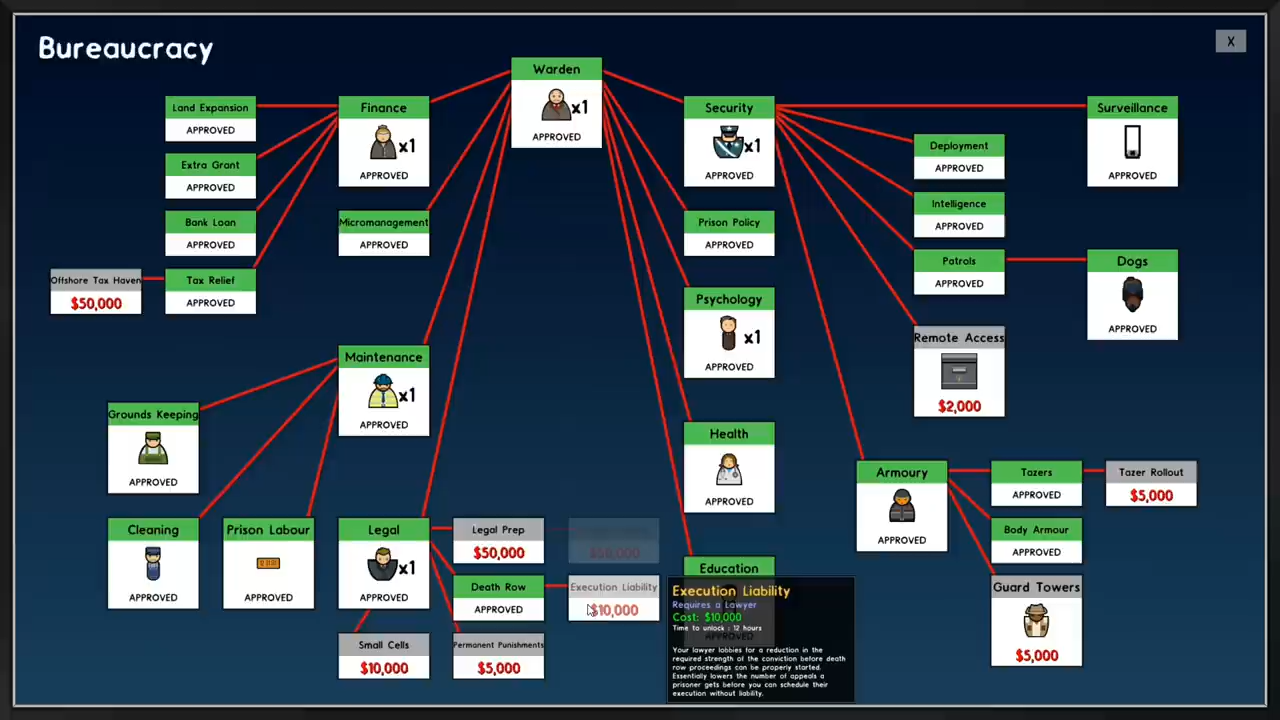 Bureaucracy
X
Warden
x1
APPROVED
Land Expansion
APPROVED
Finance
x1
APPROVED
Security
x1
APPROVED
Surveillance
APPROVED
Deployment
APPROVED
Extra Grant
APPROVED
Intelligence
APPROVED
Bank Loan
APPROVED
Micromanagement
APPROVED
Prison Policy
APPROVED
Patrols
APPROVED
Dogs
APPROVED
Offshore Tax Haven
$50,000
Tax Relief
APPROVED
Psychology
x1
APPROVED
Remote Access
$2,000
Maintenance
x1
APPROVED
Grounds Keeping
APPROVED
Health
APPROVED
Armoury
APPROVED
Tazers
APPROVED
Tazer Rollout
$5,000
Cleaning
APPROVED
Prison Labour
APPROVED
Legal
x1
APPROVED
Legal Prep
$50,000
Body Armour
APPROVED
Death Row
APPROVED
Execution Liability
$10,000
Education
APPROVED
Guard Towers
$5,000
Small Cells
$10,000
Permanent Punishments
$5,000
Execution Liability
Requires a Lawyer
Cost: $10,000
Time to unlock : 12 hours
Your lawyer lobbies for a reduction in the
required strength of the conviction before death
row proceedings can be properly started.
Essentially lowers the number of appeals a
prisoner gets before you can schedule their
execution without liability.